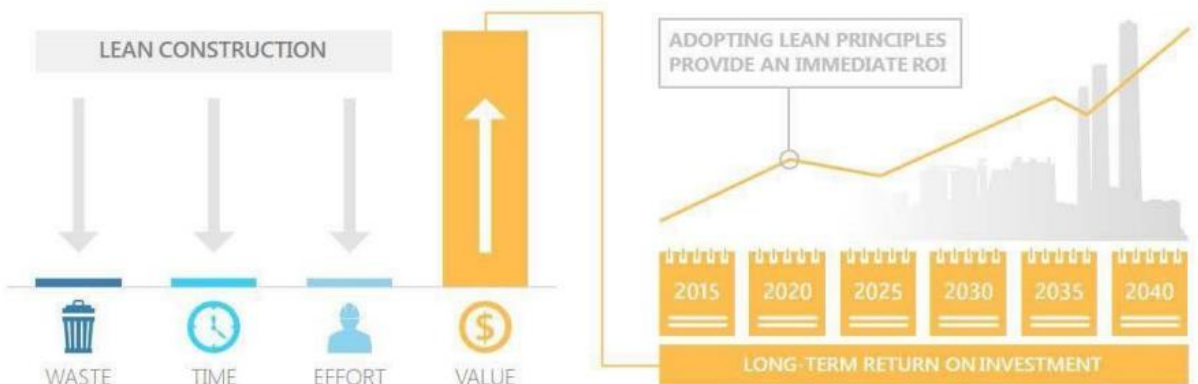 LEAN CONSTRUCTION
WASTE
TIME
EFFORT
$
VALUE
ADOPTING LEAN PRINCIPLES
PROVIDE AN IMMEDIATE ROI
2015
2020
2025
2030
2035
2040
LONG-TERM RETURN ON INVESTMENT